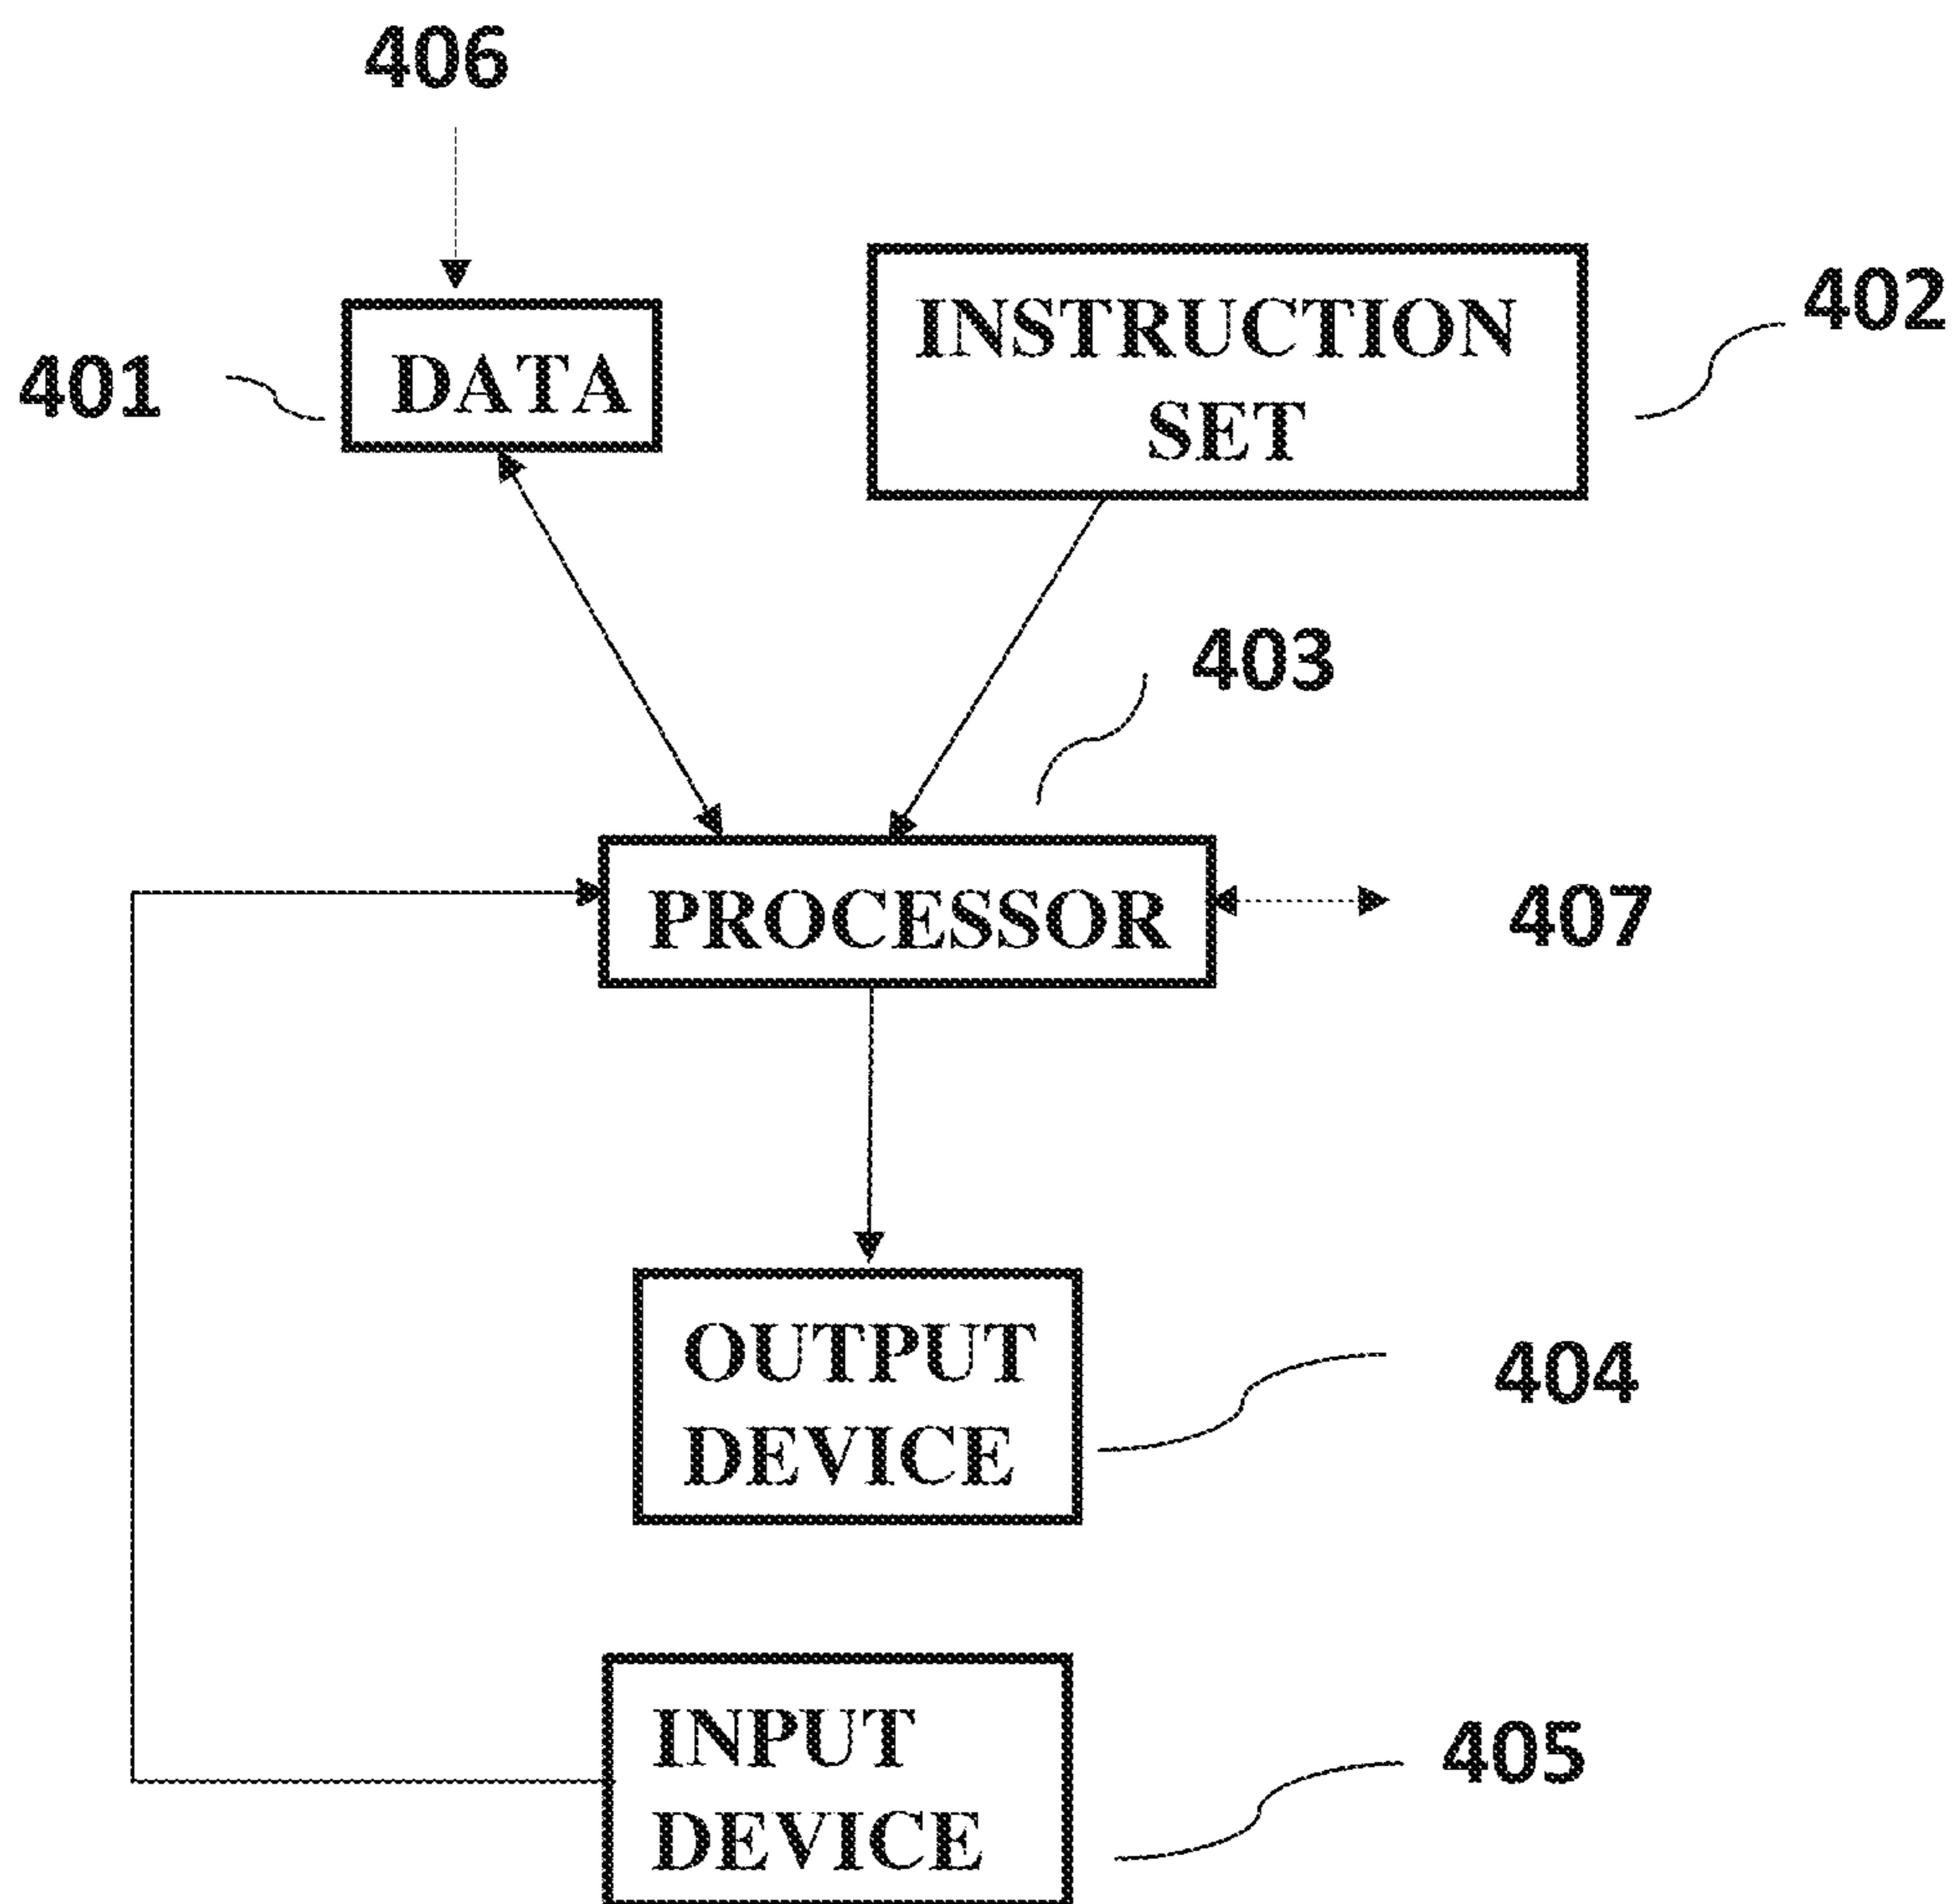 406
INSTRUCTION
SET
402
401
DATA
403
PROCESSOR
407
OUTPUT
DEVICE
404
INPUT
DEVICE
405